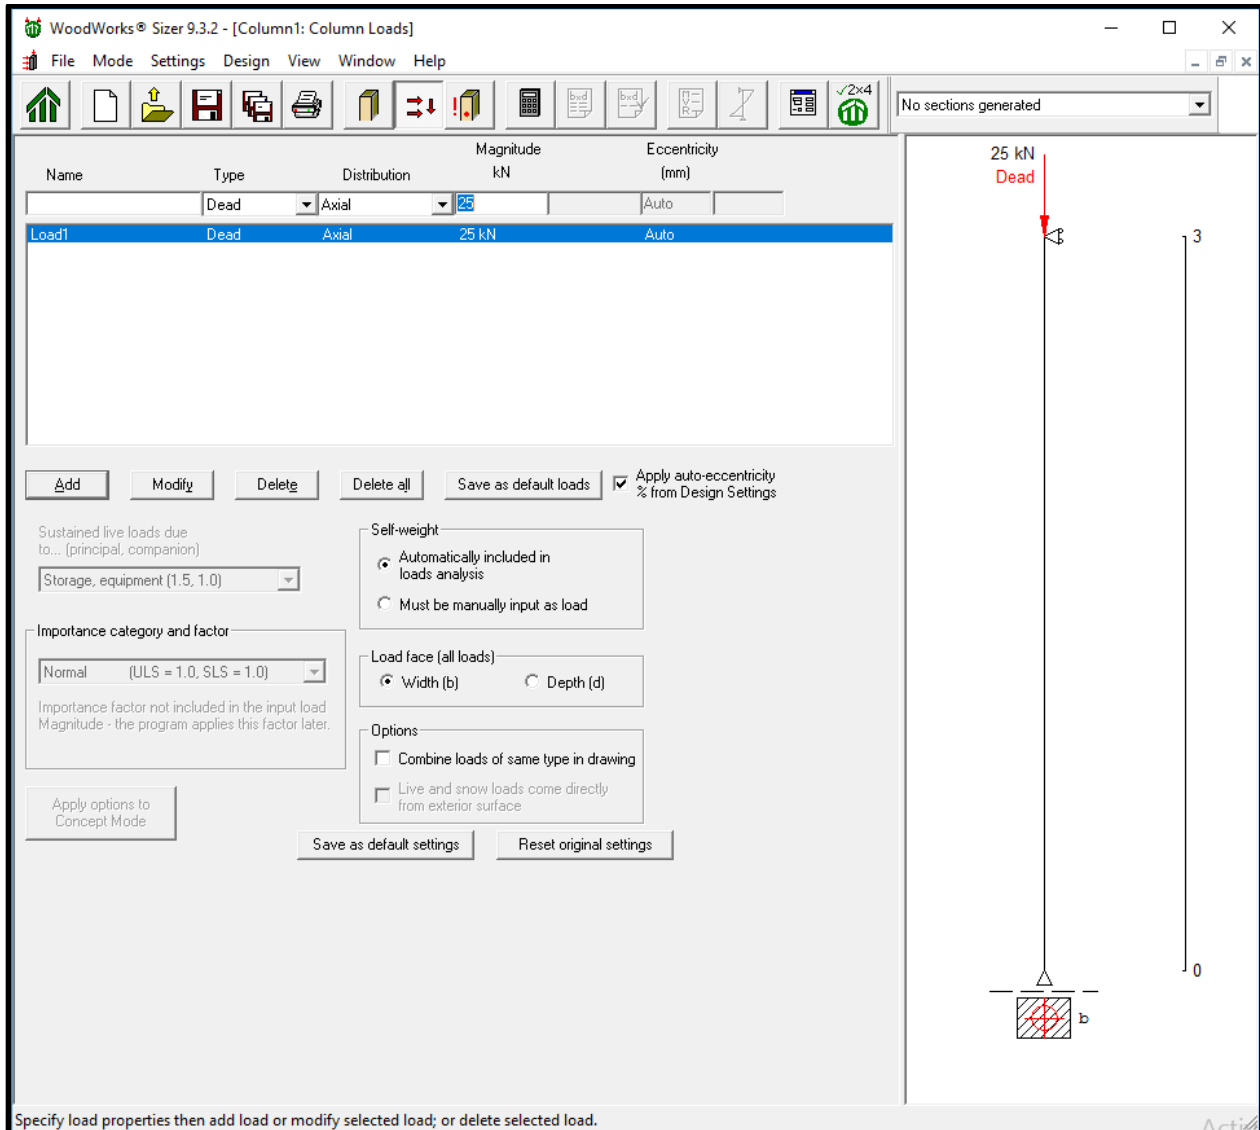 WoodWorks® Sizer 9.3.2 - [Column1: Column Loads]
File Mode Settings Design View Window Help
✓2×4
No sections generated
Magnitude Eccentricity
Name Type Distribution kN (mm)
Dead Axial 25 Auto
Load1 Dead Axial 25 kN Auto
Add Modify Delete Delete all Save as default loads
Apply auto-eccentricity
% from Design Settings
Sustained live loads due
to... (principal, companion)
Storage, equipment (1.5, 1.0)
Self-weight
Automatically included in
loads analysis
Must be manually input as load
Importance category and factor
Normal (ULS = 1.0, SLS = 1.0)
Importance factor not included in the input load
Magnitude - the program applies this factor later.
Load face (all loads)
Width (b) Depth (d)
Options
Combine loads of same type in drawing
Live and snow loads come directly
from exterior surface
Apply options to
Concept Mode
Save as default settings Reset original settings
25 kN
Dead
3
0
b
Specify load properties then add load or modify selected load; or delete selected load.